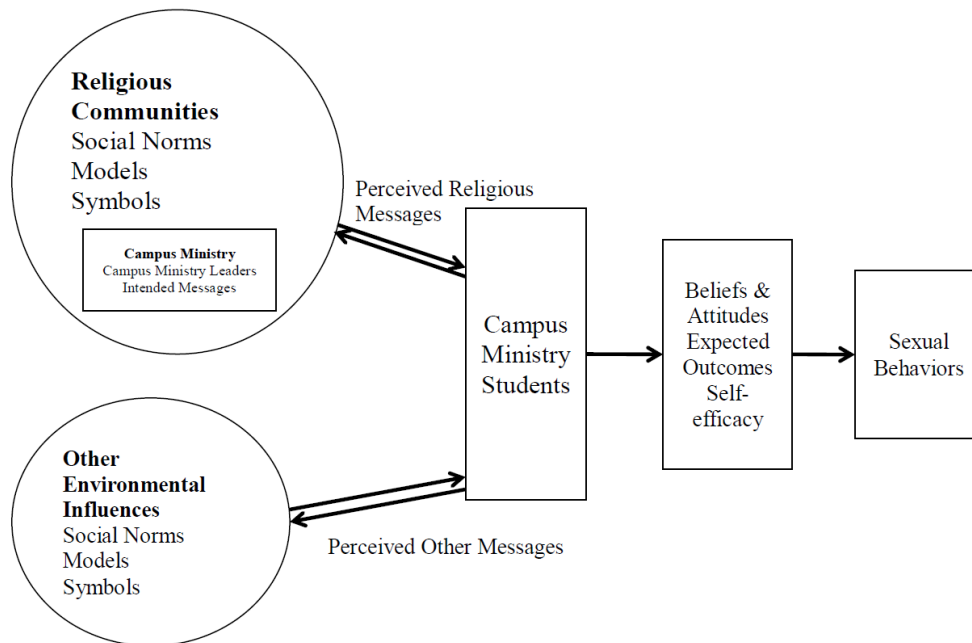 Religious
Communities
Social Norms
Models
Symbols
Campus Ministry
Campus Ministry Leaders
Intended Messages
Perceived Religious
Messages
Campus
Ministry
Students
Beliefs &
Attitudes
Expected
Outcomes
Self-
efficacy
Sexual
Behaviors
Other
Environmental
Influences
Social Norms
Models
Symbols
Perceived Other Messages